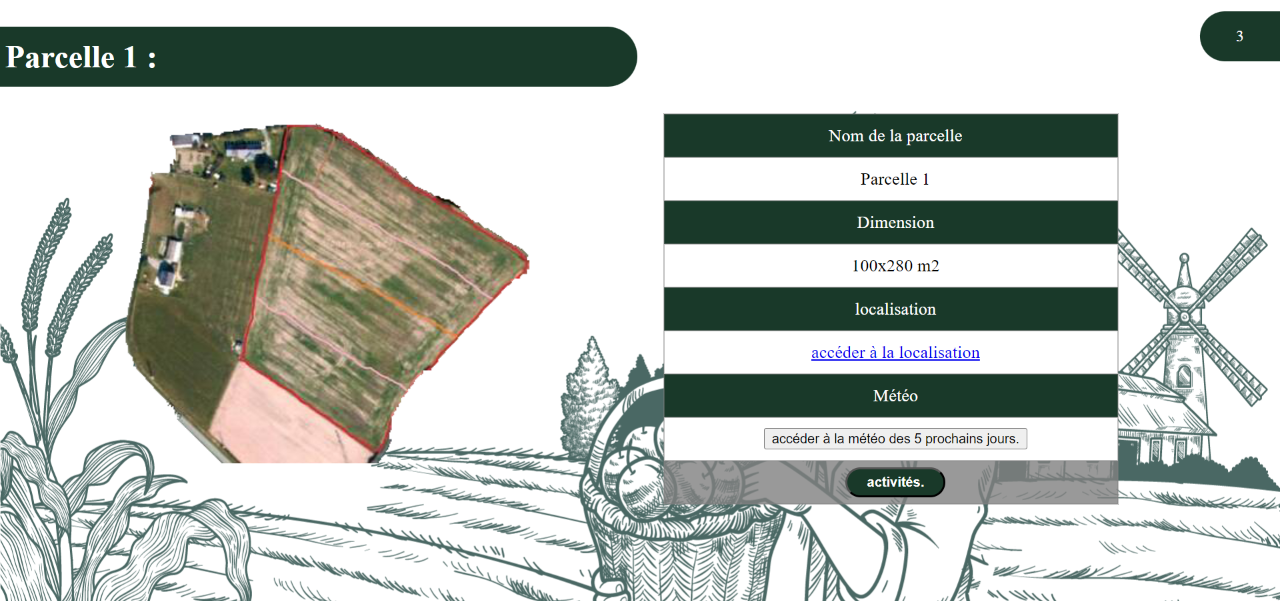 3
Parcelle 1 :
Nom de la parcelle
Parcelle 1
Dimension
100x280 m2
localisation
accéder à la localisation
Météo
accéder à la météo des 5 prochains jours.
activités.